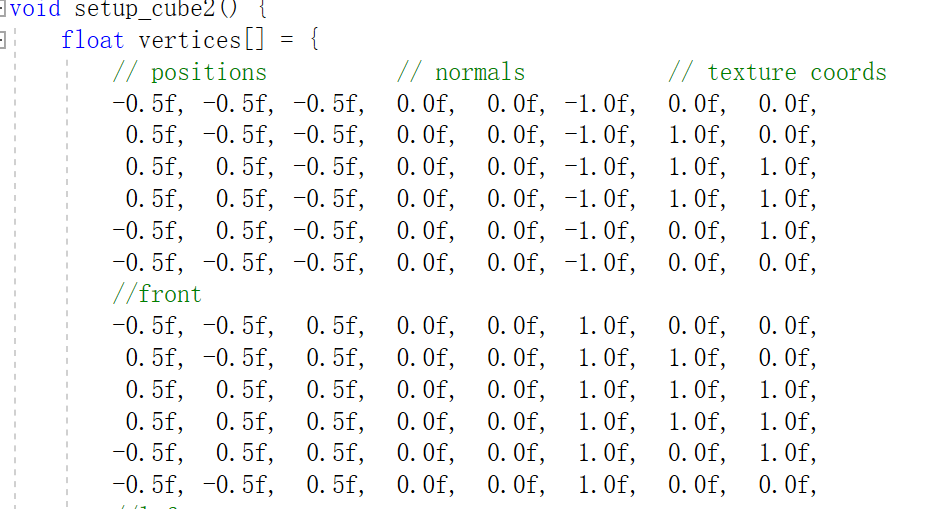 void setup_cube2() {
float vertices[] = {
// positions // normals // texture coords
-0.5f, -0.5f, -0.5f, 0.0f, 0.0f, -1.0f, 0.0f, 0.0f,
0.5f, -0.5f, -0.5f, 0.0f, 0.0f, -1.0f, 1.0f, 0.0f,
0.5f, 0.5f, -0.5f, 0.0f, 0.0f, -1.0f, 1.0f, 1.0f,
0.5f, 0.5f, -0.5f, 0.0f, 0.0f, -1.0f, 1.0f, 1.0f,
-0.5f, 0.5f, -0.5f, 0.0f, 0.0f, -1.0f, 0.0f, 1.0f,
-0.5f, -0.5f, -0.5f, 0.0f, 0.0f, -1.0f, 0.0f, 0.0f,
//front
-0.5f, -0.5f, 0.5f, 0.0f, 0.0f, 1.0f, 0.0f, 0.0f,
0.5f, -0.5f, 0.5f, 0.0f, 0.0f, 1.0f, 1.0f, 0.0f,
0.5f, 0.5f, 0.5f, 0.0f, 0.0f, 1.0f, 1.0f, 1.0f,
0.5f, 0.5f, 0.5f, 0.0f, 0.0f, 1.0f, 1.0f, 1.0f,
-0.5f, 0.5f, 0.5f, 0.0f, 0.0f, 1.0f, 0.0f, 1.0f,
-0.5f, -0.5f, 0.5f, 0.0f, 0.0f, 1.0f, 0.0f, 0.0f,